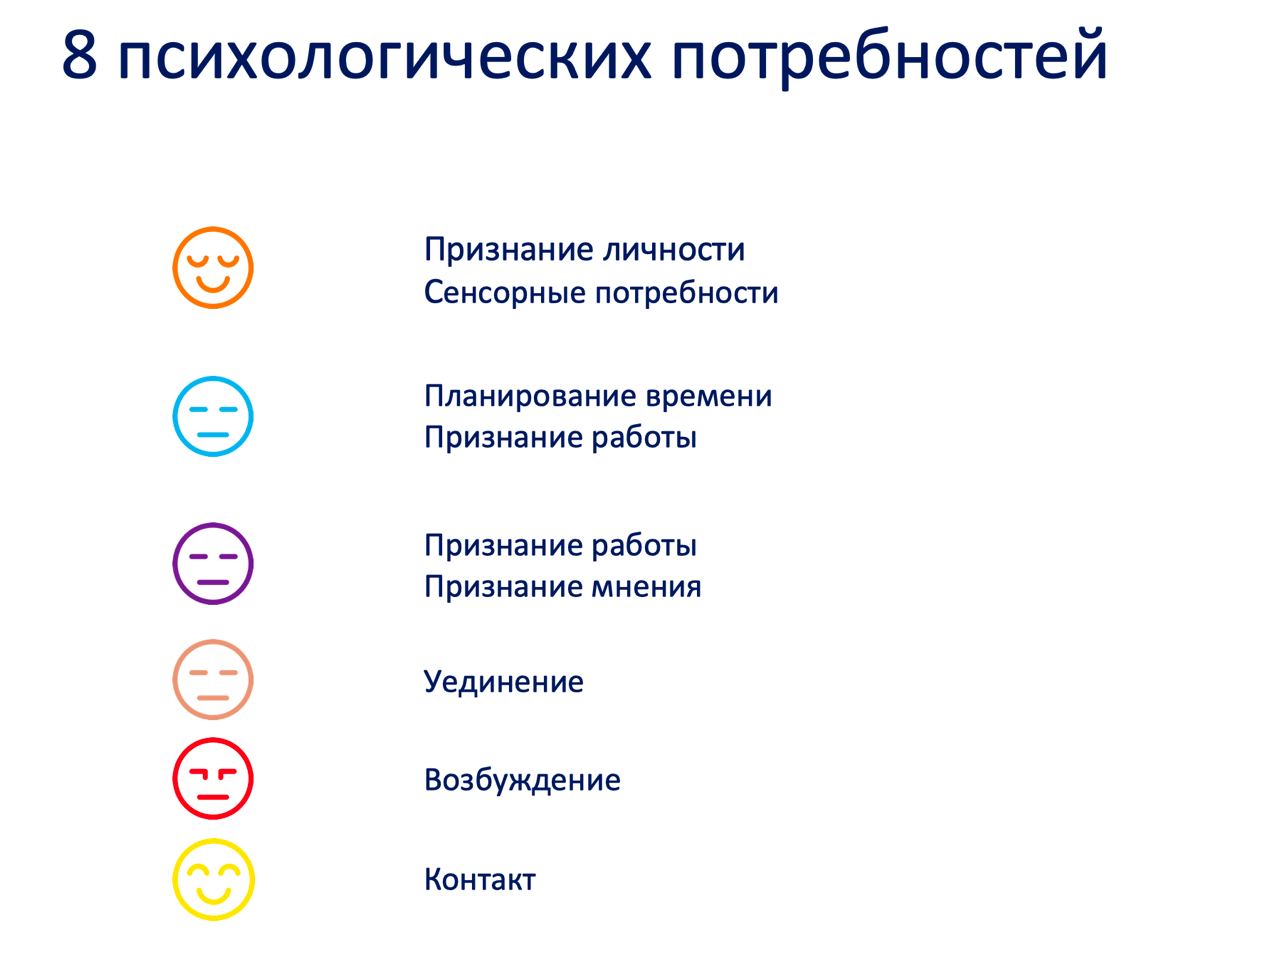 8 психологических потребностей
Признание личности
Сенсорные потребности
Планирование времени
Признание работы
Признание работы
Признание мнения
Уединение
Возбуждение
Контакт